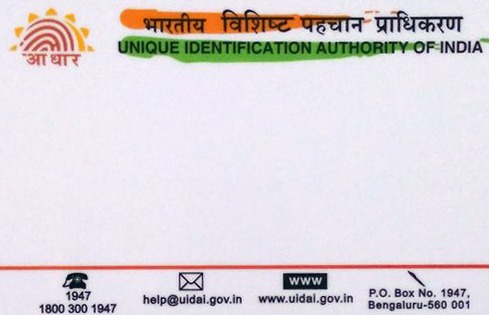 भारतीय विशिष्ट पहचान प्राधिकरण
UNIQUE IDENTIFICATION AUTHORITY OF INDIA
आधार
1947
1800 300 1947
help@uidai.gov.in
WWW
www.uidai.gov.in
P.O. Box No. 1947,
Bengaluru-560 001